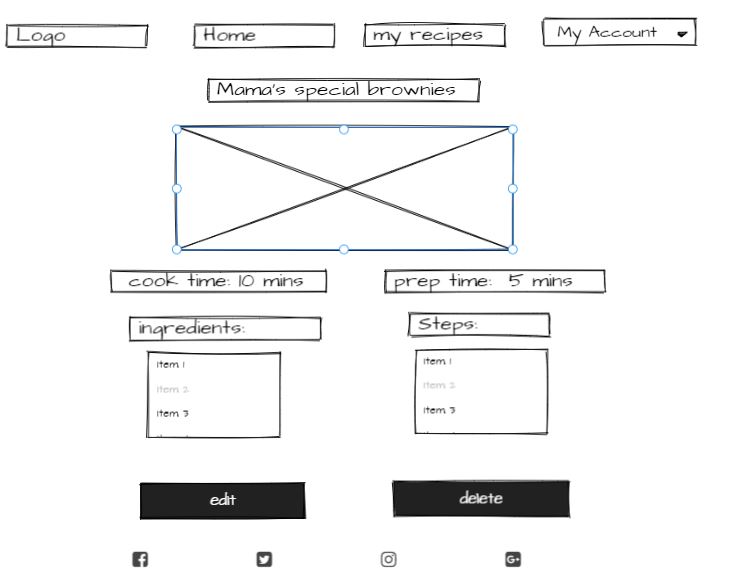 Logo
Home
my recipes
My Account
Mama's special brownies
cook time: 10 mins
prep time: 5 mins
ingredients:
Steps:
Item 1
Item 2
Item 3
Item 1
Item 2
Item 3
edit
delete